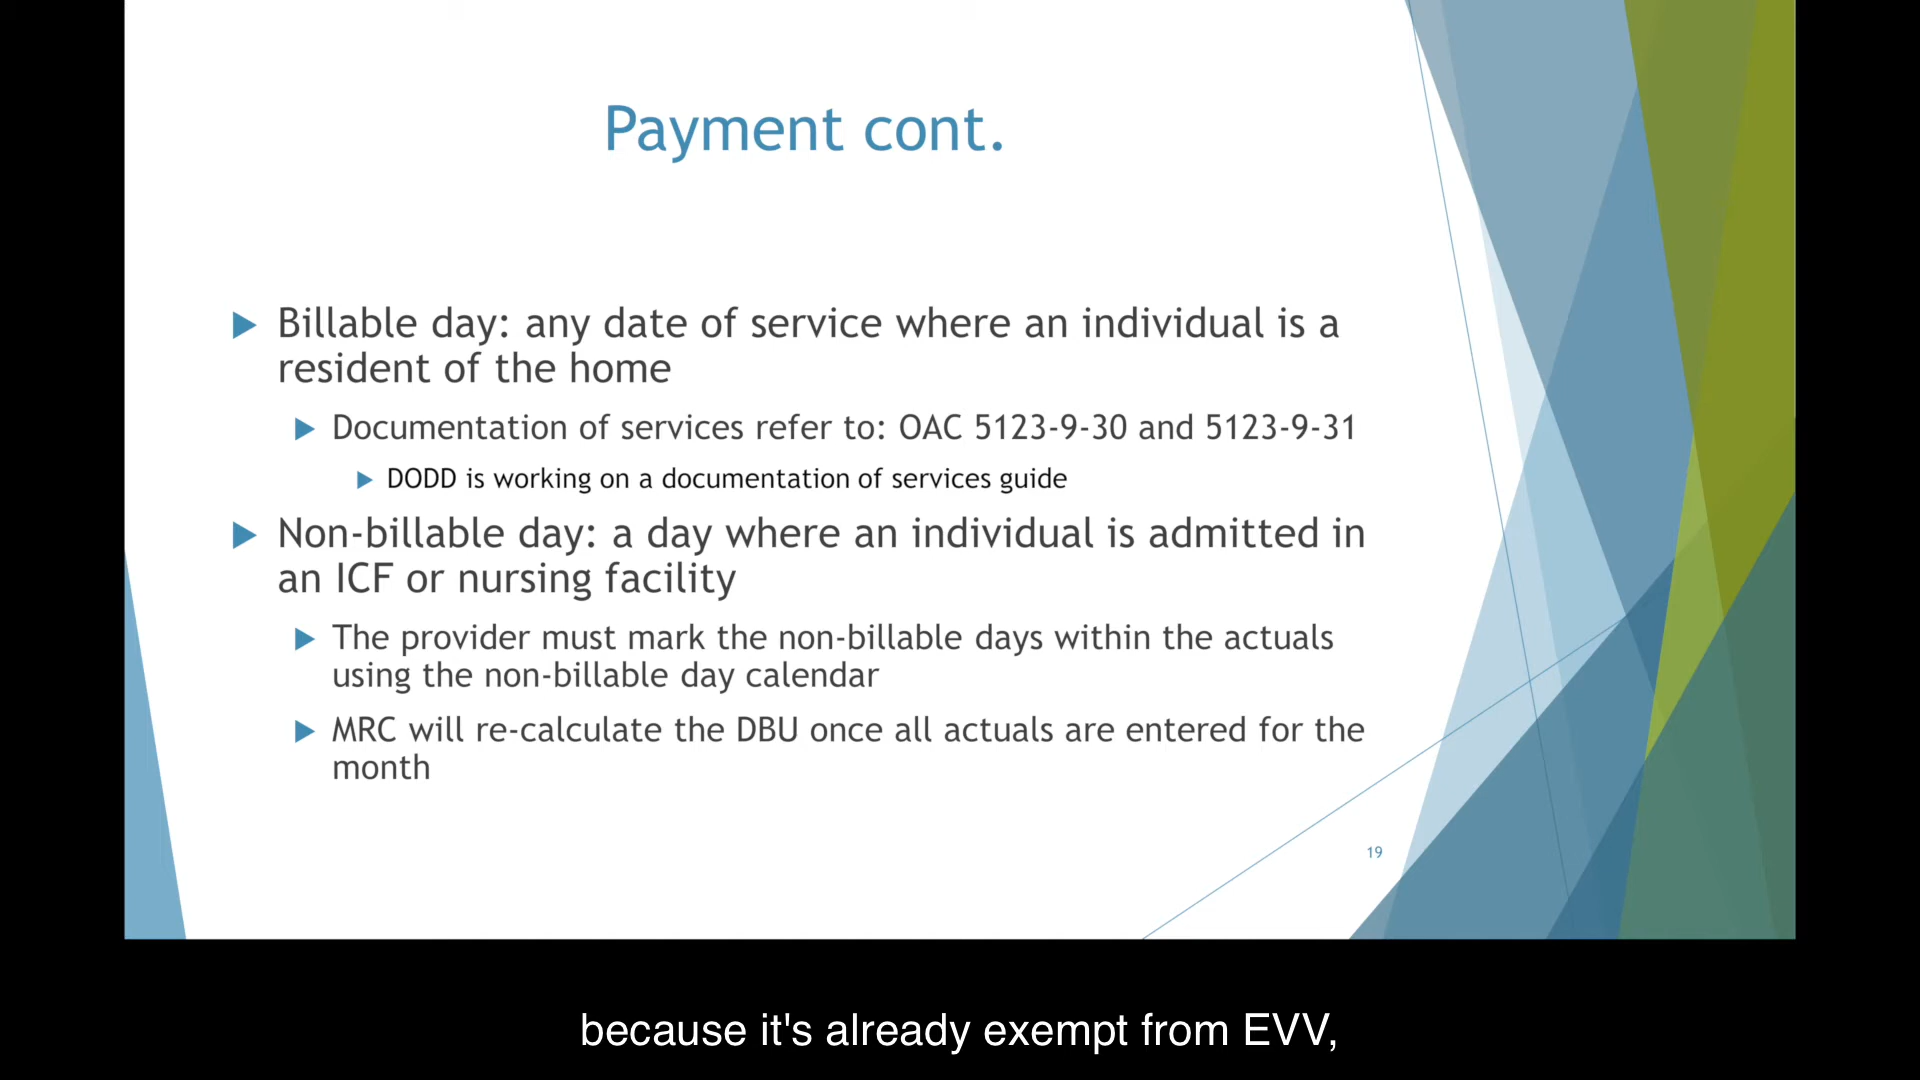 Payment cont.
Billable day: any date of service where an individual is a
resident of the home
Documentation of services refer to: OAC 5123-9-30 and 5123-9-31
DODD is working on a documentation of services guide
Non-billable day: a day where an individual is admitted in
an ICF or nursing facility
The provider must mark the non-billable days within the actuals
using the non-billable day calendar
MRC will re-calculate the DBU once all actuals are entered for the
month
19
because it's already exempt from EVV,